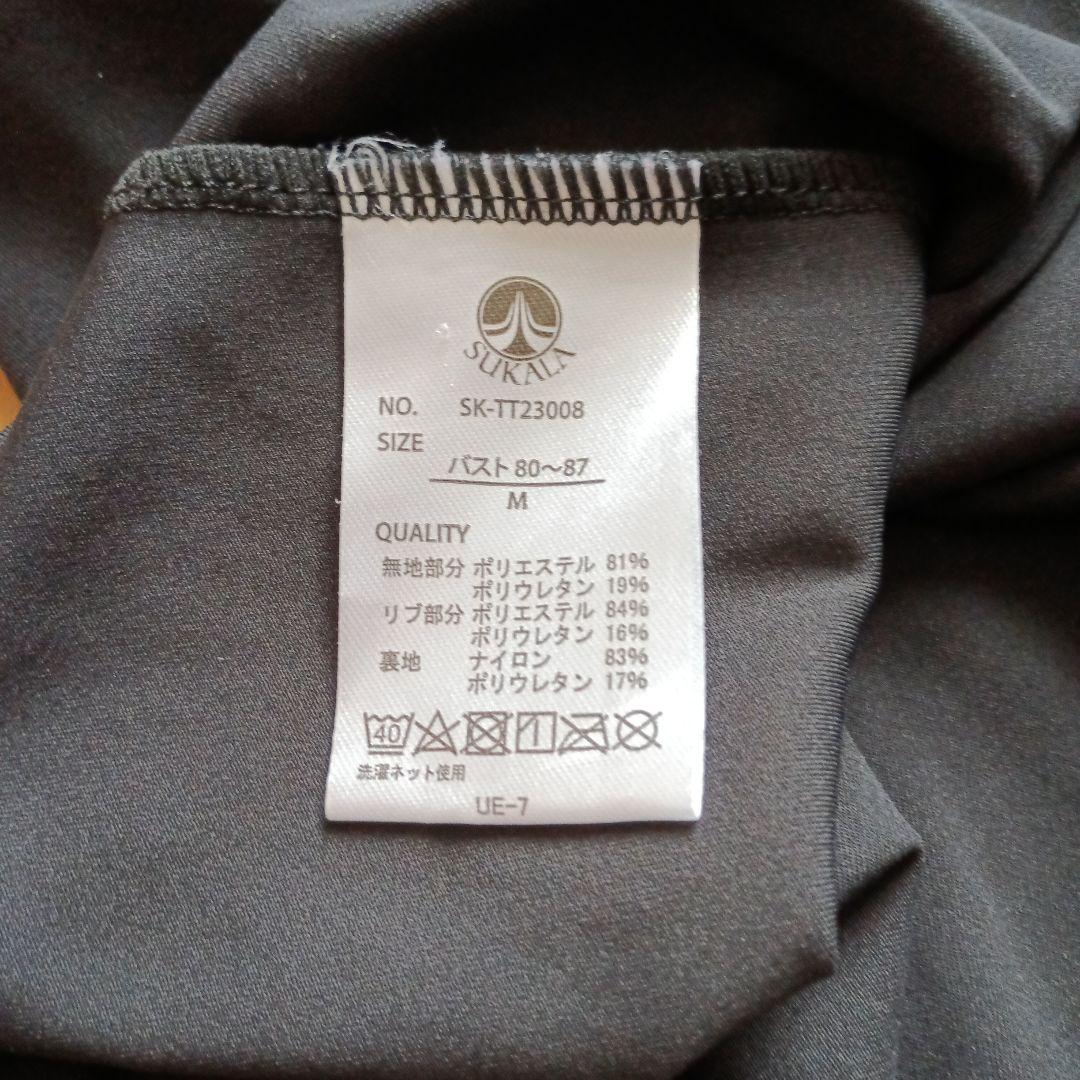 SUKALA
NO. SK-TT23008
SIZE
バスト80～87
M
QUALITY
無地部分 ポリエステル 81%
ポリウレタン 19%
リブ部分 ポリエステル 84%
ポリウレタン 16%
裏地 ナイロン 83%
ポリウレタン 17%
40
洗濯ネット使用
UE-7